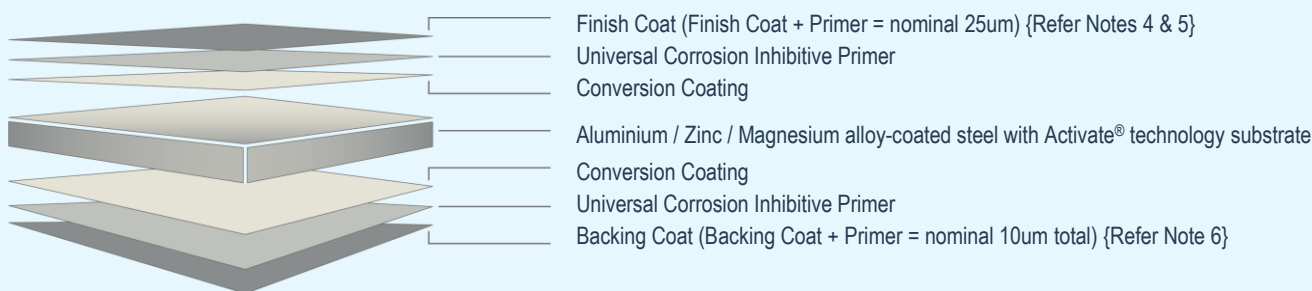 Finish Coat (Finish Coat + Primer = nominal 25um) {Refer Notes 4 & 5}
Universal Corrosion Inhibitive Primer
Conversion Coating
Aluminium / Zinc / Magnesium alloy-coated steel with Activate® technology substrate
Conversion Coating
Universal Corrosion Inhibitive Primer
Backing Coat (Backing Coat + Primer = nominal 10um total) {Refer Note 6}